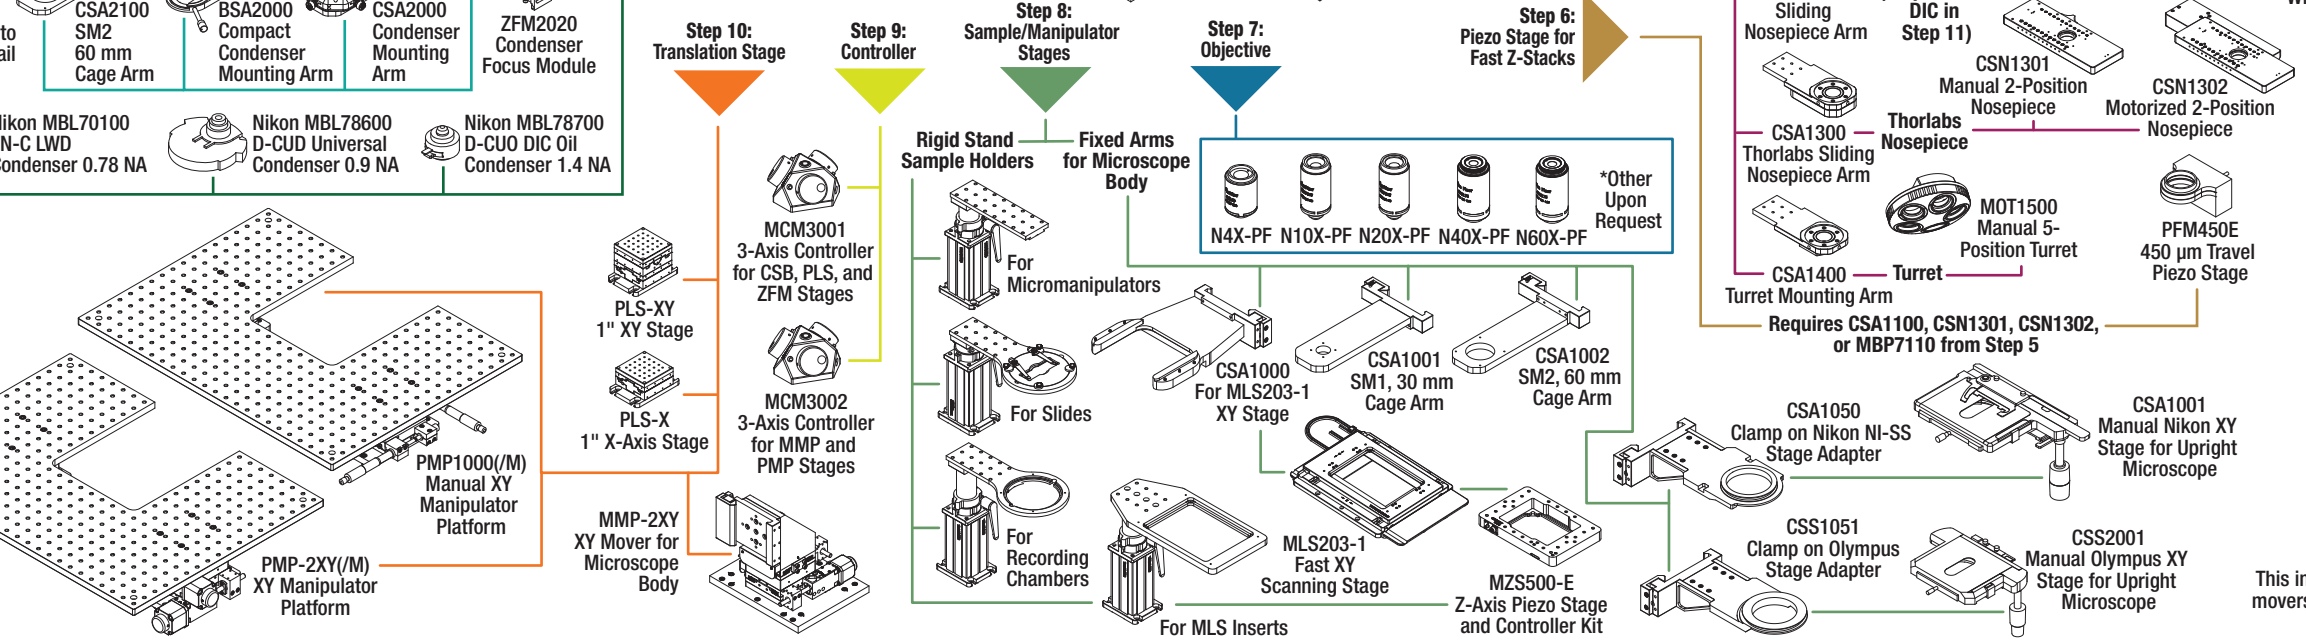 CSA2100
SM2
60 mm
Cage Arm
BSA2000
Compact
Condenser
Mounting Arm
CSA2000
Condenser
Mounting
Arm
ZFM2020
Condenser
Focus Module
to
ikon MBL70100
N-C LWD
ondenser 0.78 NA
Nikon MBL78600
D-CUD Universal
Condenser 0.9 NA
Nikon MBL78700
D-CUO DIC Oil
Condenser 1.4 NA
Step 10:
Translation Stage
Step 9:
Controller
Step 8:
Sample/Manipulator
Stages
Step 7:
Objective
Step 6:
Piezo Stage for
Fast Z-Stacks
PMP1000(/M)
Manual XY
Manipulator
Platform
PMP-2XY(/M)
XY Manipulator
Platform
PLS-XY
1" XY Stage
PLS-X
1" X-Axis Stage
MMP-2XY
XY Mover for
Microscope
Body
MCM3001
3-Axis Controller
for CSB, PLS, and
ZFM Stages
MCM3002
3-Axis Controller
for MMP and
PMP Stages
Rigid Stand
Sample Holders
Fixed Arms
for Microscope
Body
For
Micromanipulators
For Slides
For
Recording
Chambers
For MLS Inserts
N4X-PF N10X-PF N20X-PF N40X-PF N60X-PF
*Other
Upon
Request
CSA1000
For MLS203-1
XY Stage
CSA1001
SM1, 30 mm
Cage Arm
CSA1002
SM2, 60 mm
Cage Arm
MLS203-1
Fast XY
Scanning Stage
MZS500-E
Z-Axis Piezo Stage
and Controller Kit
Sliding
Nosepiece Arm
DIC in
Step 11)
CSN1301
Manual 2-Position
Nosepiece
CSN1302
Motorized 2-Position
Nosepiece
CSA1300
Thorlabs Sliding
Nosepiece Arm
Thorlabs
Nosepiece
CSA1400
Turret Mounting Arm
Turret
MOT1500
Manual 5-
Position Turret
PFM450E
450 µm Travel
Piezo Stage
Requires CSA1100, CSN1301, CSN1302,
or MBP7110 from Step 5
CSA1050
Clamp on Nikon NI-SS
Stage Adapter
CSA1001
Manual Nikon XY
Stage for Upright
Microscope
CSS1051
Clamp on Olympus
Stage Adapter
CSS2001
Manual Olympus XY
Stage for Upright
Microscope
This in
movers